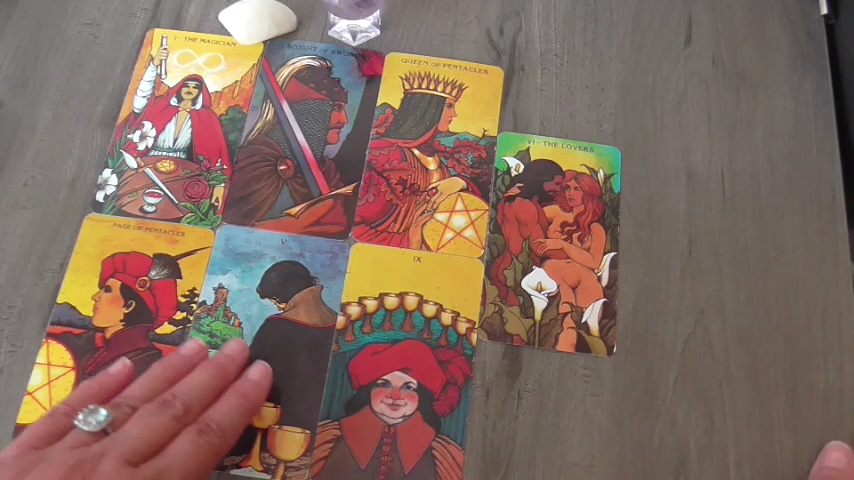 I - THE MAGICIAN
KNIGHT OF SWORDS
QUEEN OF PENTACLES
VI - THE LOVERS
PAGE OF PENTACLES
V
IX